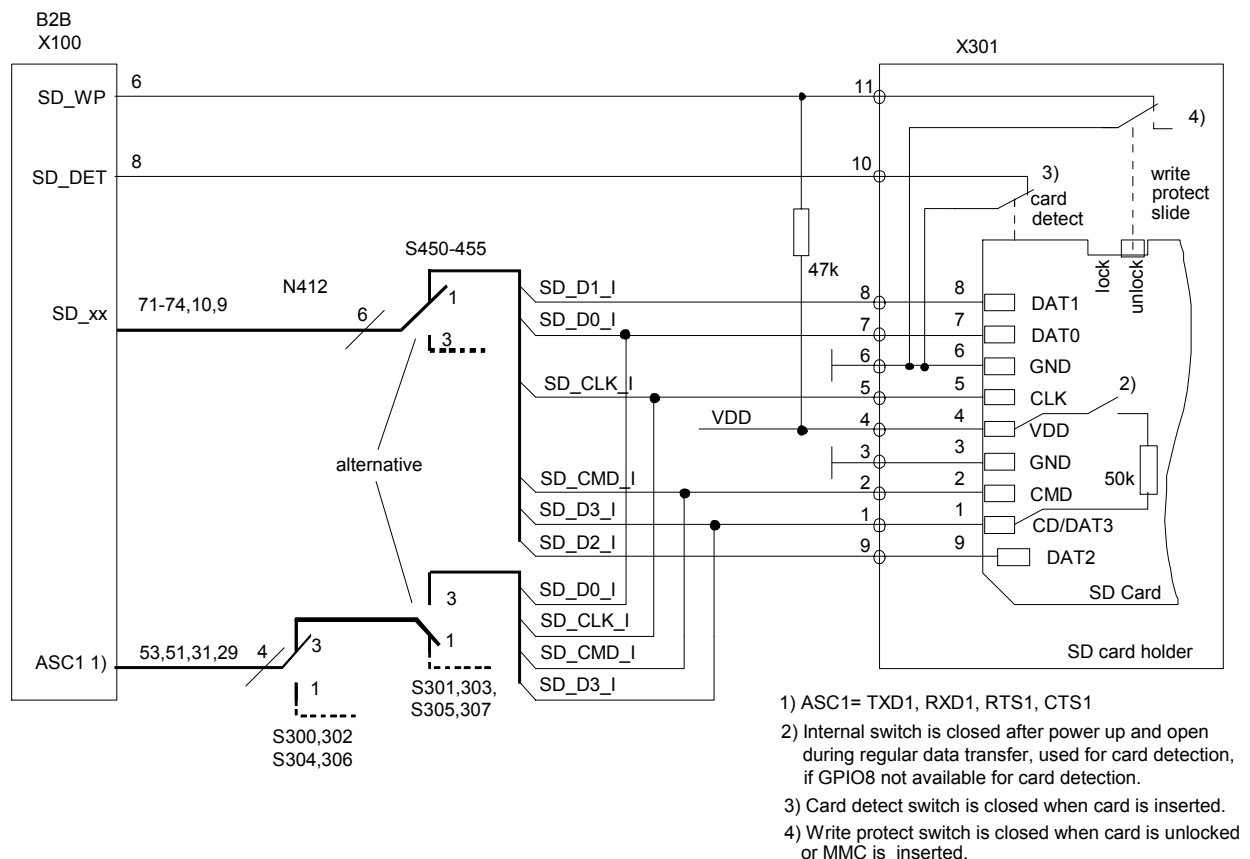 B2B
X100
X301
SD_WP
6
11
4)
SD_DET
8
10
3)
card
detect
write
protect
slide
47k
lock
unlock
S450-455
N412
SD_xx
71-74,10,9
6
1
3
alternative
SD_D1_I
8
8
DAT1
SD_D0_I
7
7
DAT0
6
6
GND
SD_CLK_I
5
5
CLK
2)
VDD
4
4
VDD
3
3
GND
50k
SD_CMD_I
2
2
CMD
SD_D3_I
1
1
CD/DAT3
SD_D2_I
9
9
DAT2
SD Card
SD card holder
SD_D0_I
SD_CLK_I
SD_CMD_I
SD_D3_I
ASC1 1)
53,51,31,29
4
3
1
3
1
S301,303,
S305,307
S300,302
S304,306
1) ASC1= TXD1, RXD1, RTS1, CTS1
2) Internal switch is closed after power up and open
during regular data transfer, used for card detection,
if GPIO8 not available for card detection.
3) Card detect switch is closed when card is inserted.
4) Write protect switch is closed when card is unlocked
or MMC is inserted.